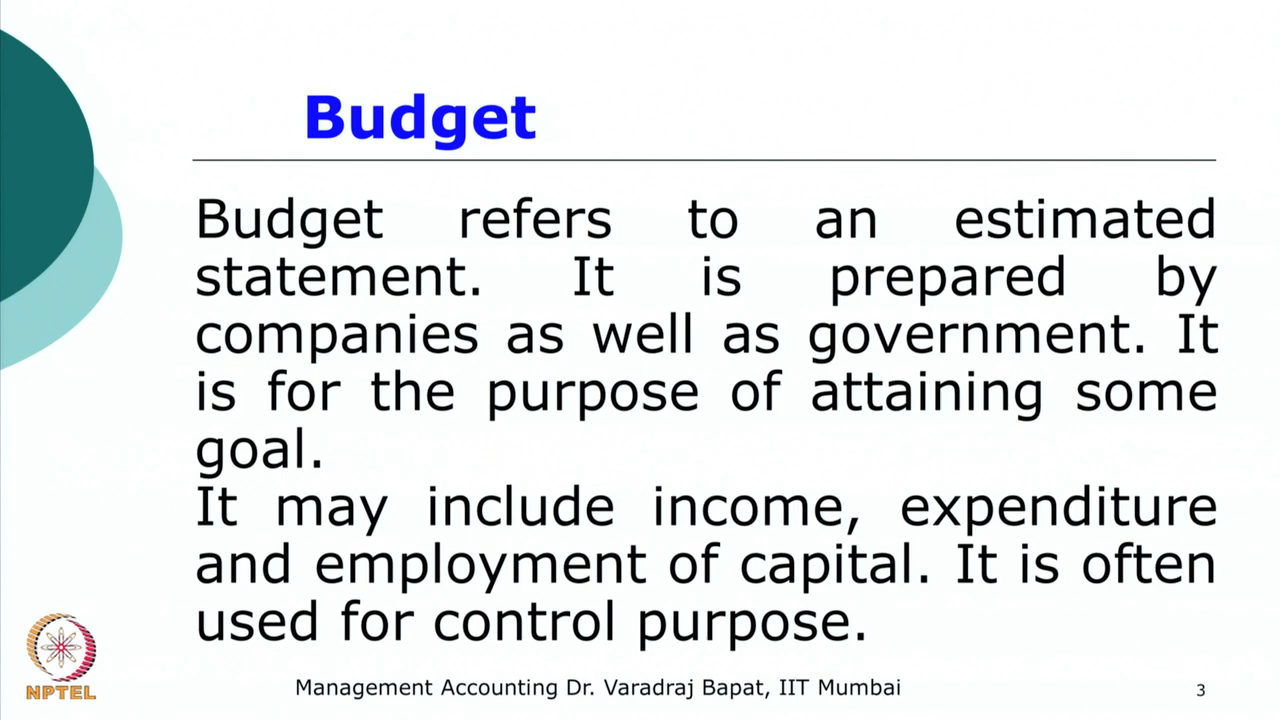 Budget
Budget refers to an estimated
statement. It is prepared by
companies as well as government. It
is for the purpose of attaining some
goal.
It may include income, expenditure
and employment of capital. It is often
used for control purpose.
NPTEL
Management Accounting Dr. Varadraj Bapat, IIT Mumbai
3